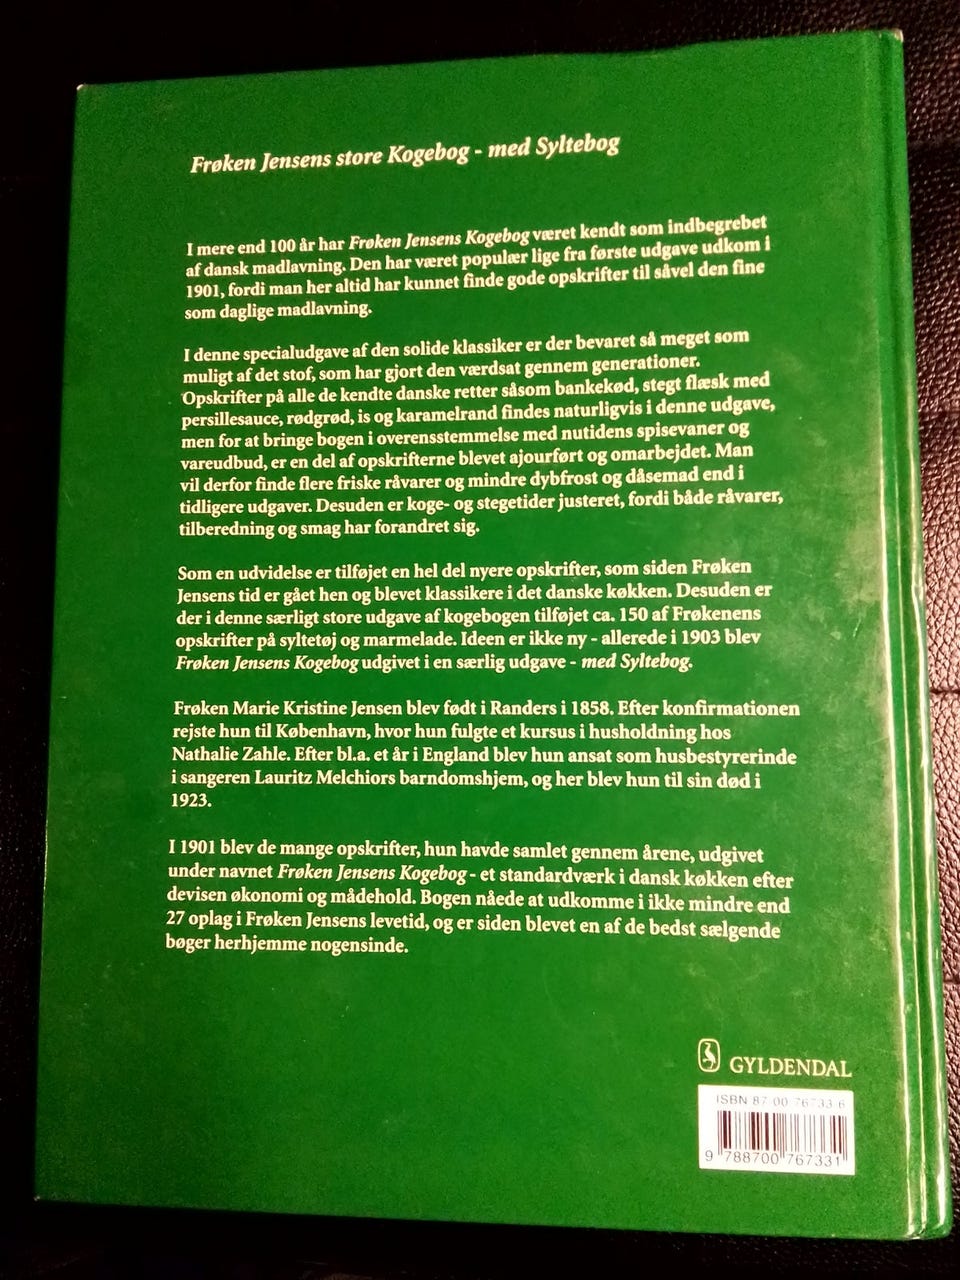 Frøken Jensens store Kogebog - med Syltebog
I mere end 100 år har Frøken Jensens Kogebog været kendt som indbegrebet
af dansk madlavning. Den har været populær lige fra første udgave udkom i
1901, fordi man her altid har kunnet finde gode opskrifter til såvel den fine
som daglige madlavning.
I denne specialudgave af den solide klassiker er der bevaret så meget som
muligt af det stof, som har gjort den værdsat gennem generationer.
Opskrifter på alle de kendte danske retter såsom bankekød, stegt flæsk med
persillesauce, rødgrød, is og karamelrand findes naturligvis i denne udgave,
men for at bringe bogen i overensstemmelse med nutidens spisevaner og
vareudbud, er en del af opskrifterne blevet ajourført og omarbejdet. Man
vil derfor finde flere friske råvarer og mindre dybfrost og dåsemad end i
tidligere udgaver. Desuden er koge- og stegetider justeret, fordi både råvarer,
tilberedning og smag har forandret sig.
Som en udvidelse er tilføjet en hel del nyere opskrifter, som siden Frøken
Jensens tid er gået hen og blevet klassikere i det danske køkken. Desuden er
der i denne særligt store udgave af kogebogen tilføjet ca. 150 af Frøkenens
opskrifter på syltetøj og marmelade. Ideen er ikke ny - allerede i 1903 blev
Frøken Jensens Kogebog udgivet i en særlig udgave - med Syltebog.
Frøken Marie Kristine Jensen blev født i Randers i 1858. Efter konfirmationen
rejste hun til København, hvor hun fulgte et kursus i husholdning hos
Nathalie Zahle. Efter bl.a. et år i England blev hun ansat som husbestyrerinde
i sangeren Lauritz Melchiors barndomshjem, og her blev hun til sin død i
1923.
I 1901 blev de mange opskrifter, hun havde samlet gennem årene, udgivet
under navnet Frøken Jensens Kogebog - et standardværk i dansk køkken efter
devisen økonomi og mådehold. Bogen nåede at udkomme i ikke mindre end
27 oplag i Frøken Jensens levetid, og er siden blevet en af de bedst sælgende
bøger herhjemme nogensinde.
GYLDENDAL
ISBN 87-00-76733-6
9 788700 767331